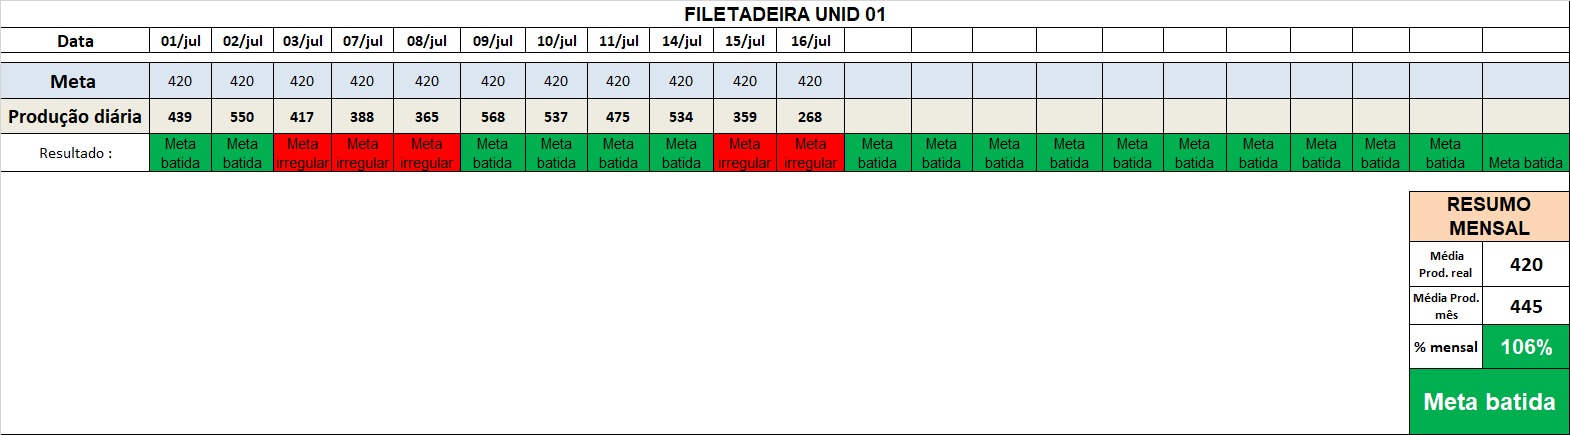 FILETADEIRA UNID 01
Data 01/jul 02/jul 03/jul 07/jul 08/jul 09/jul 10/jul 11/jul 14/jul 15/jul 16/jul
Meta 420 420 420 420 420 420 420 420 420 420 420
Produção diária 439 550 417 388 365 568 537 475 534 359 268
Resultado : Meta batida Meta batida Meta irregular Meta irregular Meta irregular Meta batida Meta batida Meta batida Meta batida Meta irregular Meta irregular Meta batida Meta batida Meta batida Meta batida Meta batida Meta batida Meta batida Meta batida Meta batida Meta batida Meta batida
RESUMO
MENSAL
Média
Prod. real 420
Média Prod.
mês 445
% mensal 106%
Meta batida